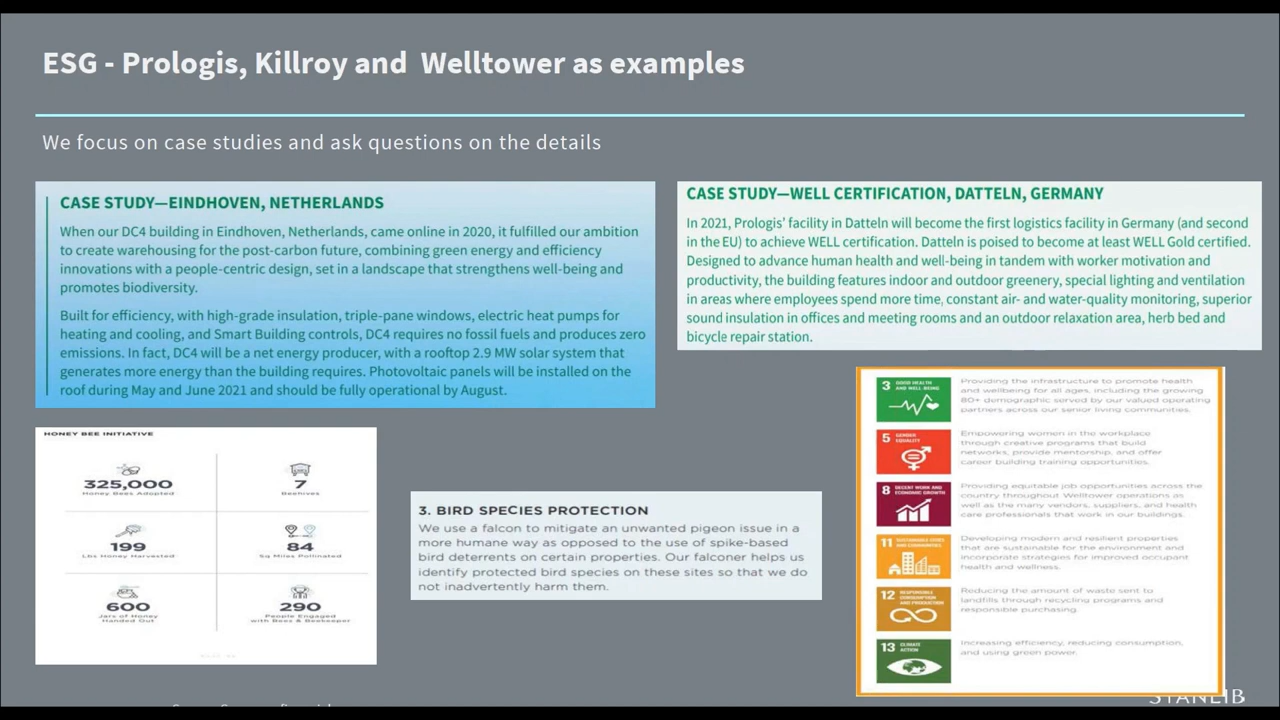 ESG - Prologis, Killroy and Welltower as examples
We focus on case studies and ask questions on the details
CASE STUDY—EINDHOVEN, NETHERLANDS
When our DC4 building in Eindhoven, Netherlands, came online in 2020, it fulfilled our ambition
to create warehousing for the post-carbon future, combining green energy and efficiency
innovations with a people-centric design, set in a landscape that strengthens well-being and
promotes biodiversity.
Built for efficiency, with high-grade insulation, triple-pane windows, electric heat pumps for
heating and cooling, and Smart Building controls, DC4 requires no fossil fuels and produces zero
emissions. In fact, DC4 will be a net energy producer, with a rooftop 2.9 MW solar system that
generates more energy than the building requires. Photovoltaic panels will be installed on the
roof during May and June 2021 and should be fully operational by August.
CASE STUDY—WELL CERTIFICATION, DATTELN, GERMANY
In 2021, Prologis' facility in Datteln will become the first logistics facility in Germany (and second
in the EU) to achieve WELL certification. Datteln is poised to become at least WELL Gold certified.
Designed to advance human health and well-being in tandem with worker motivation and
productivity, the building features indoor and outdoor greenery, special lighting and ventilation
in areas where employees spend more time, constant air- and water-quality monitoring, superior
sound insulation in offices and meeting rooms and an outdoor relaxation area, herb bed and
bicycle repair station.
HONEY BEE INITIATIVE
325,000
Honey Bees Adopted
7
Beehives
199
Lbs Honey Harvested
84
Sq Miles Pollinated
600
Jars of Honey
Handed Out
290
People Engaged
with Bees & Beekeeper
3. BIRD SPECIES PROTECTION
We use a falcon to mitigate an unwanted pigeon issue in a
more humane way as opposed to the use of spike-based
bird deterrents on certain properties. Our falconer helps us
identify protected bird species on these sites so that we do
not inadvertently harm them.
3 GOOD HEALTH
AND WELL BEING
Providing the infrastructure to promote health
and wellbeing for all ages, including the growing
80+ demographic served by our valued operating
partners across our senior living communities.
5 GENDER
EQUALITY
Empowering women in the workplace
through creative programs that build
networks, provide mentorship, and offer
career building training opportunities.
8 DECENT WORK AND
ECONOMIC GROWTH
Providing equitable job opportunities across the
country throughout Welltower operations as
well as the many vendors, suppliers, and health
care professionals that work in our buildings.
11 SUSTAINABLE CITIES
AND COMMUNITIES
Developing modern and resilient properties
that are sustainable for the environment and
incorporate strategies for improved occupant
health and wellness.
12 RESPONSIBLE
CONSUMPTION
AND PRODUCTION
Reducing the amount of waste sent to
landfills through recycling programs and
responsible purchasing.
13 CLIMATE
ACTION
Increasing efficiency, reducing consumption,
and using green power.
STANLIB